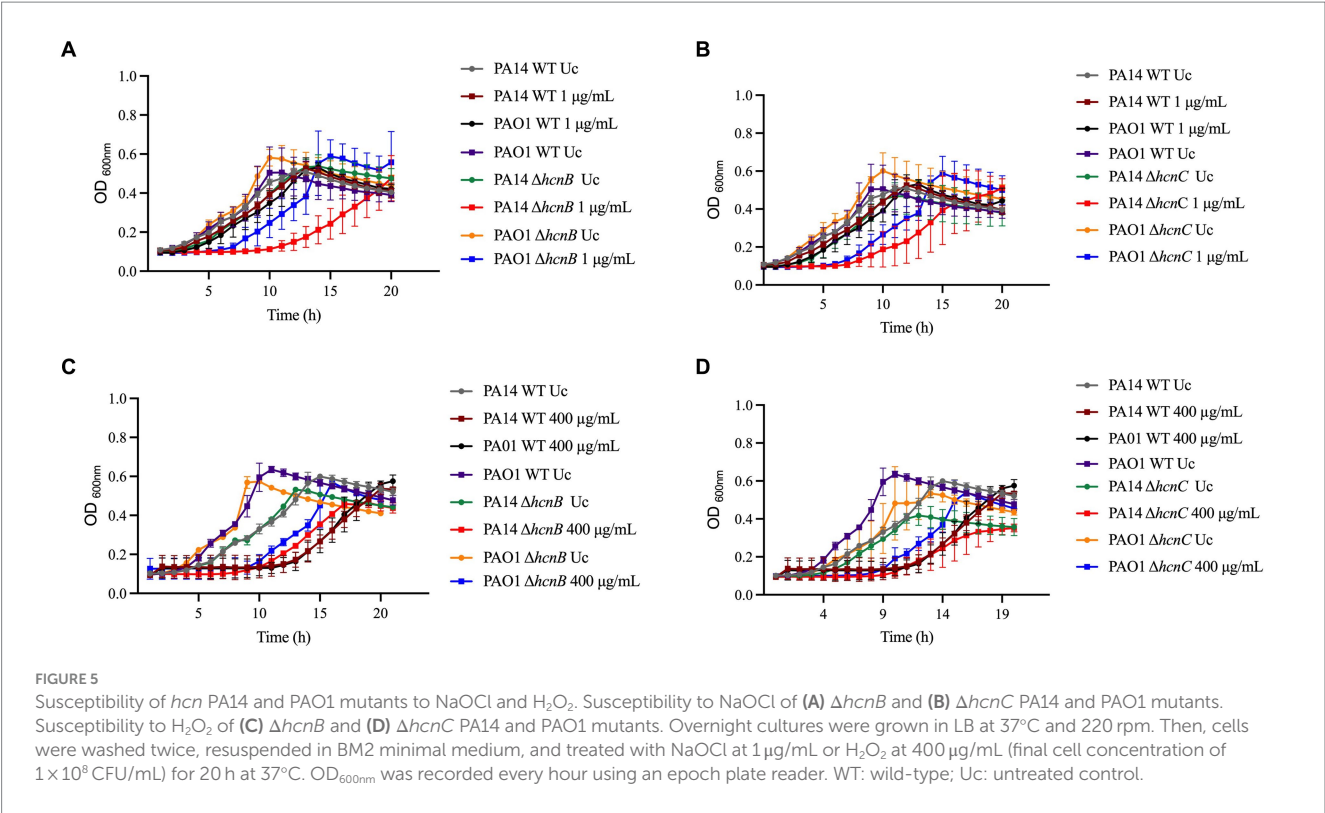 A
1.0
0.8
0.6
0.4
0.2
0.0
OD 600nm
5
10
15
20
Time (h)
PA14 WT Uc
PA14 WT 1 µg/mL
PAO1 WT 1 µg/mL
PAO1 WT Uc
PA14 ΔhcnB Uc
PA14 ΔhcnB 1 µg/mL
PAO1 ΔhcnB Uc
PAO1 ΔhcnB 1 µg/mL
B
1.0
0.8
0.6
0.4
0.2
0.0
OD 600nm
5
10
15
20
Time (h)
PA14 WT Uc
PA14 WT 1 µg/mL
PAO1 WT 1 µg/mL
PAO1 WT Uc
PA14 ΔhcnC Uc
PA14 ΔhcnC 1 µg/mL
PAO1 ΔhcnC Uc
PAO1 ΔhcnC 1 µg/mL
C
1.0
0.8
0.6
0.4
0.2
0.0
OD 600nm
5
10
15
20
Time (h)
PA14 WT Uc
PA14 WT 400 µg/mL
PA01 WT 400 µg/mL
PAO1 WT Uc
PA14 ΔhcnB Uc
PA14 ΔhcnB 400 µg/mL
PAO1 ΔhcnB Uc
PAO1 ΔhcnB 400 µg/mL
D
1.0
0.8
0.6
0.4
0.2
0.0
OD 600nm
4
9
14
19
Time (h)
PA14 WT Uc
PA14 WT 400 µg/mL
PA01 WT 400 µg/mL
PAO1 WT Uc
PA14 ΔhcnC Uc
PA14 ΔhcnC 400 µg/mL
PAO1 ΔhcnC Uc
PAO1 ΔhcnC 400 µg/mL
FIGURE 5
Susceptibility of hcn PA14 and PAO1 mutants to NaOCl and H₂O₂. Susceptibility to NaOCl of (A) ΔhcnB and (B) ΔhcnC PA14 and PAO1 mutants.
Susceptibility to H₂O₂ of (C) ΔhcnB and (D) ΔhcnC PA14 and PAO1 mutants. Overnight cultures were grown in LB at 37°C and 220 rpm. Then, cells
were washed twice, resuspended in BM2 minimal medium, and treated with NaOCl at 1 µg/mL or H₂O₂ at 400 µg/mL (final cell concentration of
1 × 10⁸ CFU/mL) for 20 h at 37°C. OD600nm was recorded every hour using an epoch plate reader. WT: wild-type; Uc: untreated control.